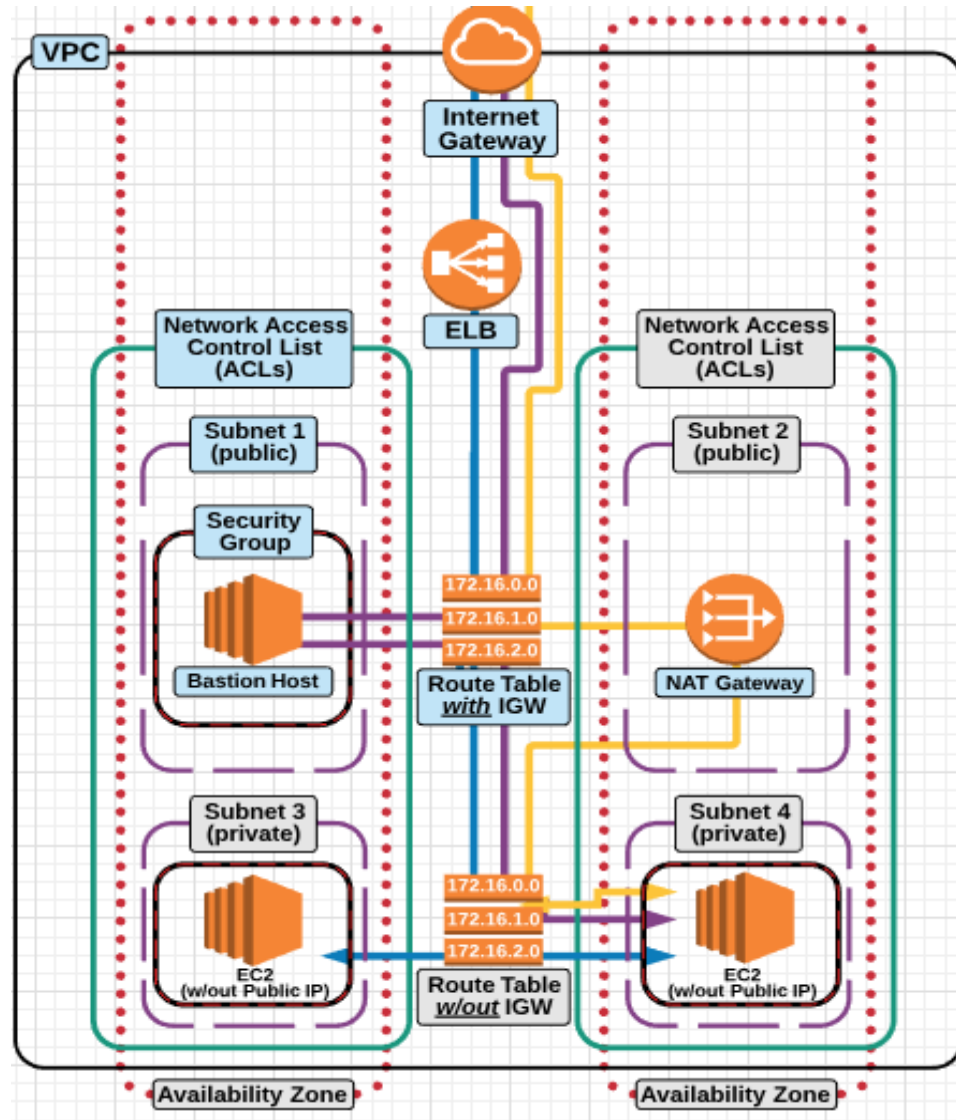 VPC
Internet
Gateway
ELB
Network Access
Control List
(ACLs)
Network Access
Control List
(ACLs)
Subnet 1
(public)
Subnet 2
(public)
Security
Group
172.16.0.0
172.16.1.0
172.16.2.0
Bastion Host
Route Table
with IGW
NAT Gateway
Subnet 3
(private)
Subnet 4
(private)
172.16.0.0
172.16.1.0
172.16.2.0
EC2
(w/out Public IP)
EC2
(w/out Public IP)
Route Table
w/out IGW
Availability Zone
Availability Zone